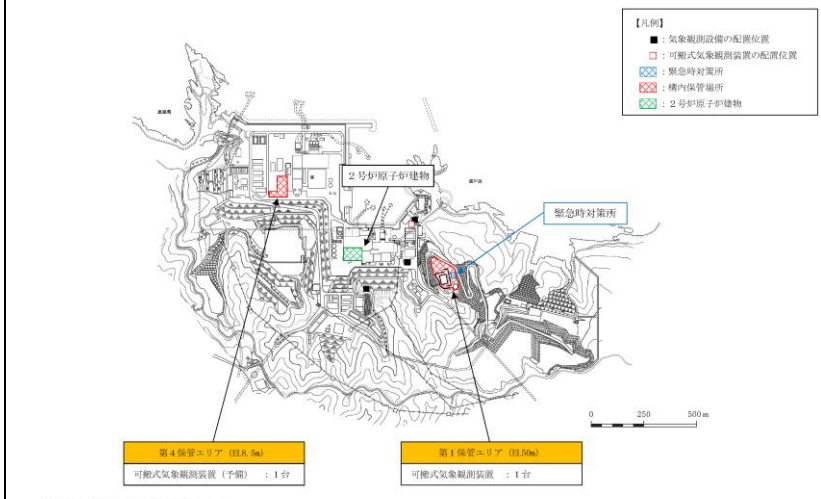 【凡例】
■：気象観測設備の配置位置
□：可搬式気象観測装置の配置位置
：緊急時対策所
：構内保管場所
：２号炉原子炉建物
２号炉原子炉建物
緊急時対策所
0 250 500m
第４保管エリア（EL8.5m）
可搬式気象観測装置（予備）：１台
第１保管エリア（EL50m）
可搬式気象観測装置：１台